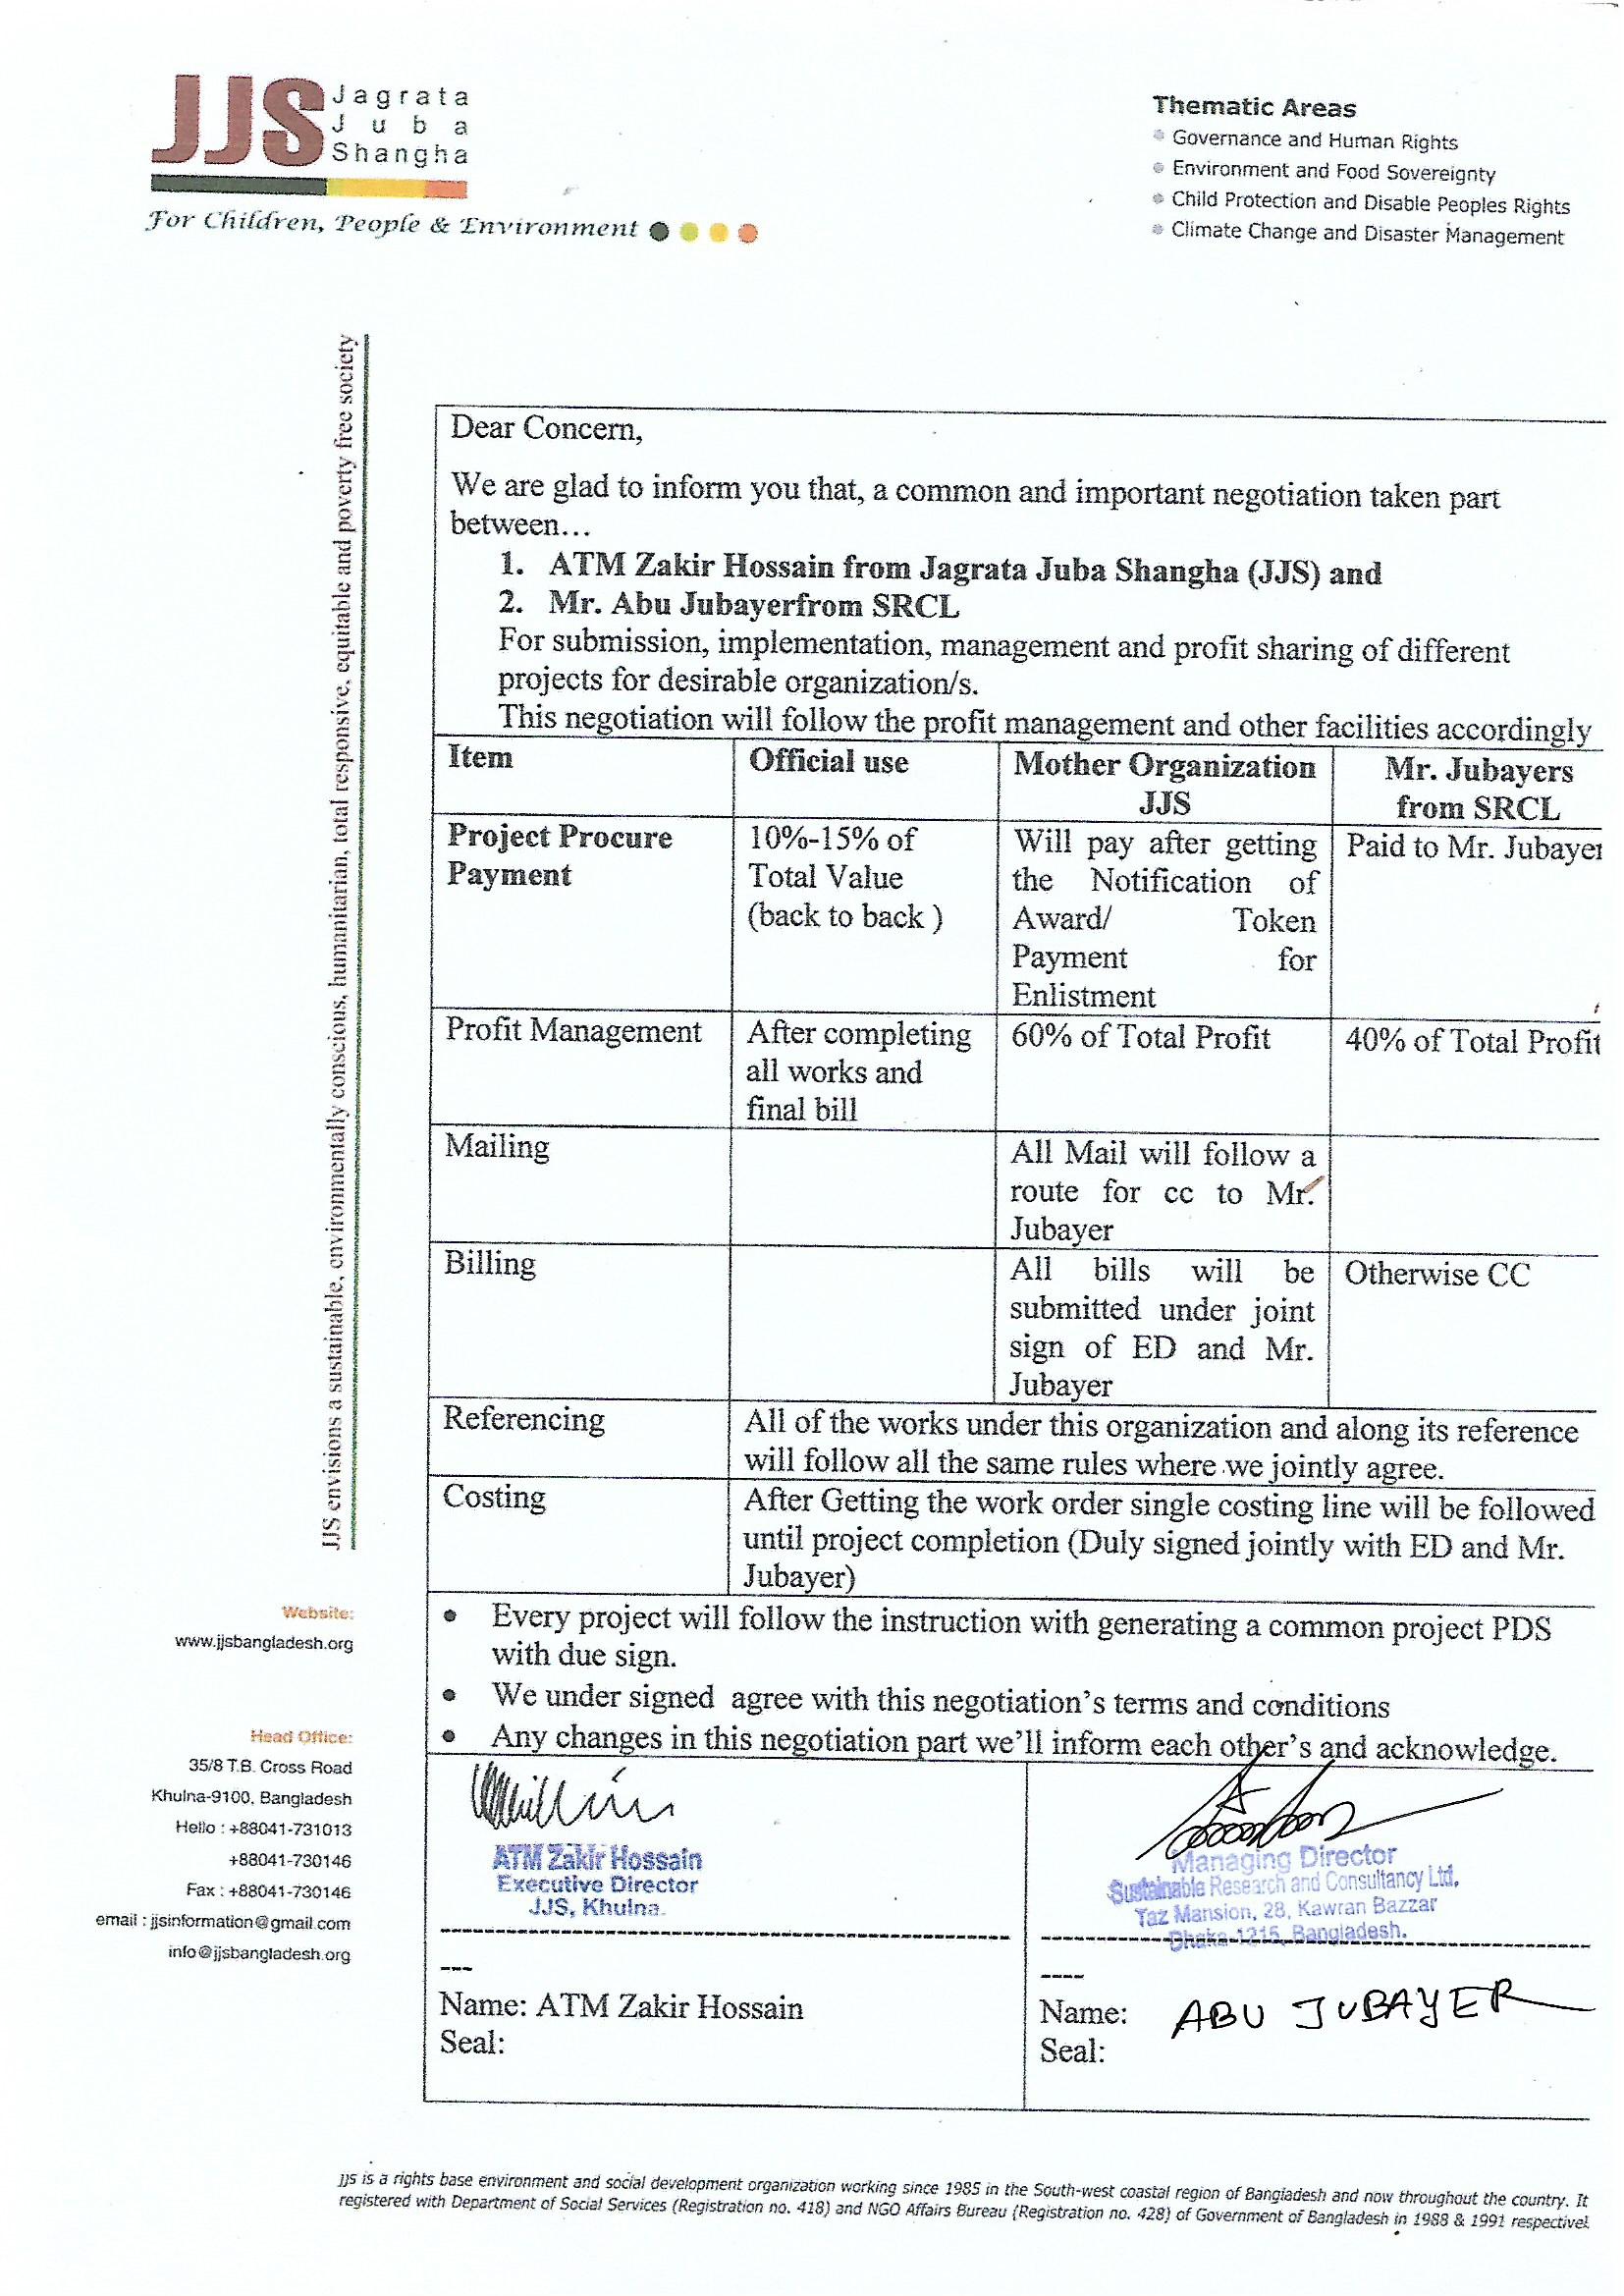 JJS
Jagrata
Juba
Shangha
For Children, People & Environment
Thematic Areas
Governance and Human Rights
Environment and Food Sovereignty
Child Protection and Disable Peoples Rights
Climate Change and Disaster Management
JJS envisions a sustainable, environmentally conscious, humanitarian, total responsive, equitable and poverty free society
Dear Concern,
We are glad to inform you that, a common and important negotiation taken part
between...
1. ATM Zakir Hossain from Jagrata Juba Shangha (JJS) and
2. Mr. Abu Jubayerfrom SRCL
For submission, implementation, management and profit sharing of different
projects for desirable organization/s.
This negotiation will follow the profit management and other facilities accordingly
Item
Official use
Mother Organization
JJS
Mr. Jubayers
from SRCL
Project Procure
Payment
10%-15% of
Total Value
(back to back )
Will pay after getting
the Notification of
Award/ Token
Payment for
Enlistment
Paid to Mr. Jubayer
Profit Management
After completing
all works and
final bill
60% of Total Profit
40% of Total Profit
Mailing
All Mail will follow a
route for cc to Mr.
Jubayer
Billing
All bills will be
submitted under joint
sign of ED and Mr.
Jubayer
Otherwise CC
Referencing
All of the works under this organization and along its reference
will follow all the same rules where we jointly agree.
Costing
After Getting the work order single costing line will be followed
until project completion (Duly signed jointly with ED and Mr.
Jubayer)
• Every project will follow the instruction with generating a common project PDS
with due sign.
• We under signed agree with this negotiation's terms and conditions
• Any changes in this negotiation part we'll inform each other's and acknowledge.
ATM Zakir Hossain
Executive Director
JJS, Khulna.
Name: ATM Zakir Hossain
Seal:
Managing Director
Sustainable Research and Consultancy Ltd.
Taz Mansion, 28, Kawran Bazzar
Dhaka-1215, Bangladesh.
Name: ABU JUBAYER
Seal:
Website:
www.jjsbangladesh.org
Head Office:
35/8 T.B. Cross Road
Khulna-9100, Bangladesh
Hello : +88041-731013
+88041-730146
Fax : +88041-730146
email : jjsinformation@gmail.com
info@jjsbangladesh.org
jjs is a rights base environment and social development organization working since 1985 in the South-west coastal region of Bangladesh and now throughout the country. It
registered with Department of Social Services (Registration no. 418) and NGO Affairs Bureau (Registration no. 428) of Government of Bangladesh in 1988 & 1991 respectivel